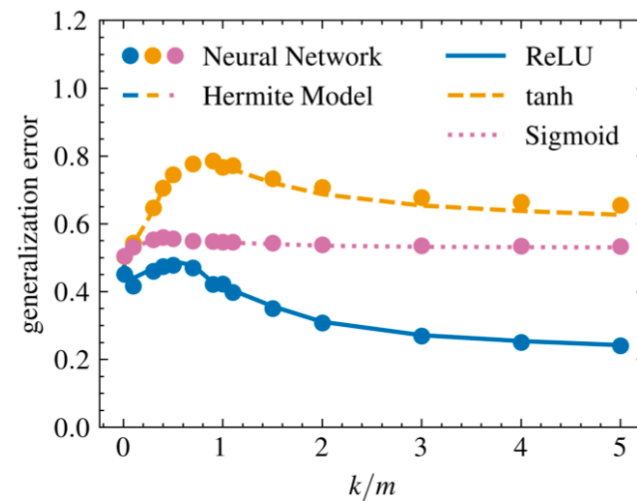 1.2
1.0
0.8
0.6
0.4
0.2
0.0
generalization error
Neural Network
Hermite Model
ReLU
tanh
Sigmoid
0 1 2 3 4 5
k/m